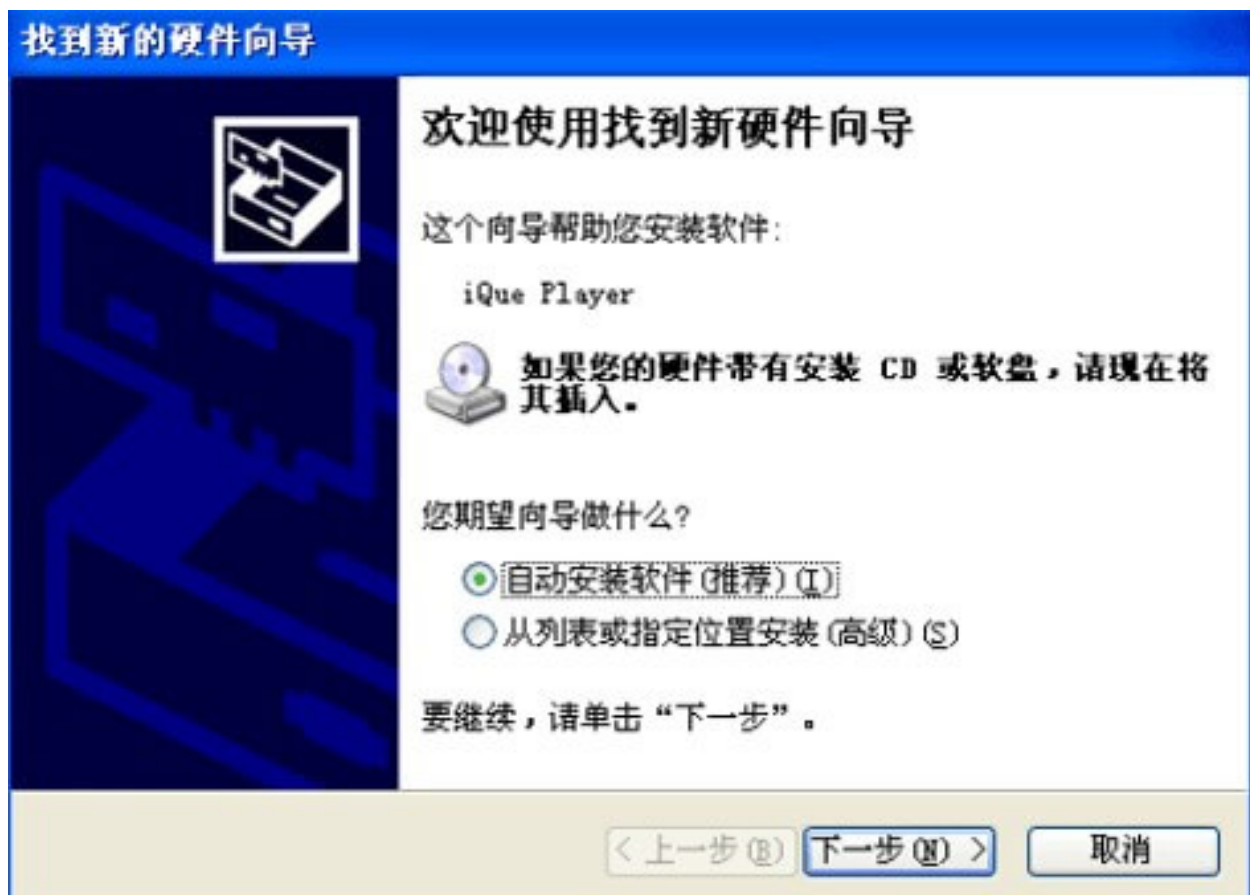 找到新的硬件向导
欢迎使用找到新硬件向导
这个向导帮助您安装软件:
iQue Player
如果您的硬件带有安装 CD 或软盘，请现在将
其插入。
您期望向导做什么?
自动安装软件(推荐)(I)
从列表或指定位置安装(高级)(S)
要继续，请单击“下一步”。
< 上一步(B) 下一步(N) > 取消